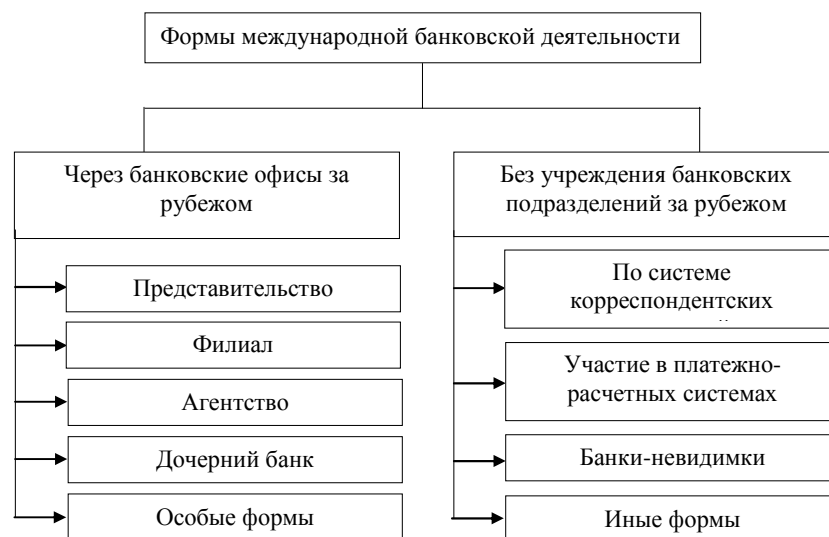 Формы международной банковской деятельности
Через банковские офисы за
рубежом
Представительство
Филиал
Агентство
Дочерний банк
Особые формы
Без учреждения банковских
подразделений за рубежом
По системе
корреспондентских
Участие в платежно-
расчетных системах
Банки-невидимки
Иные формы